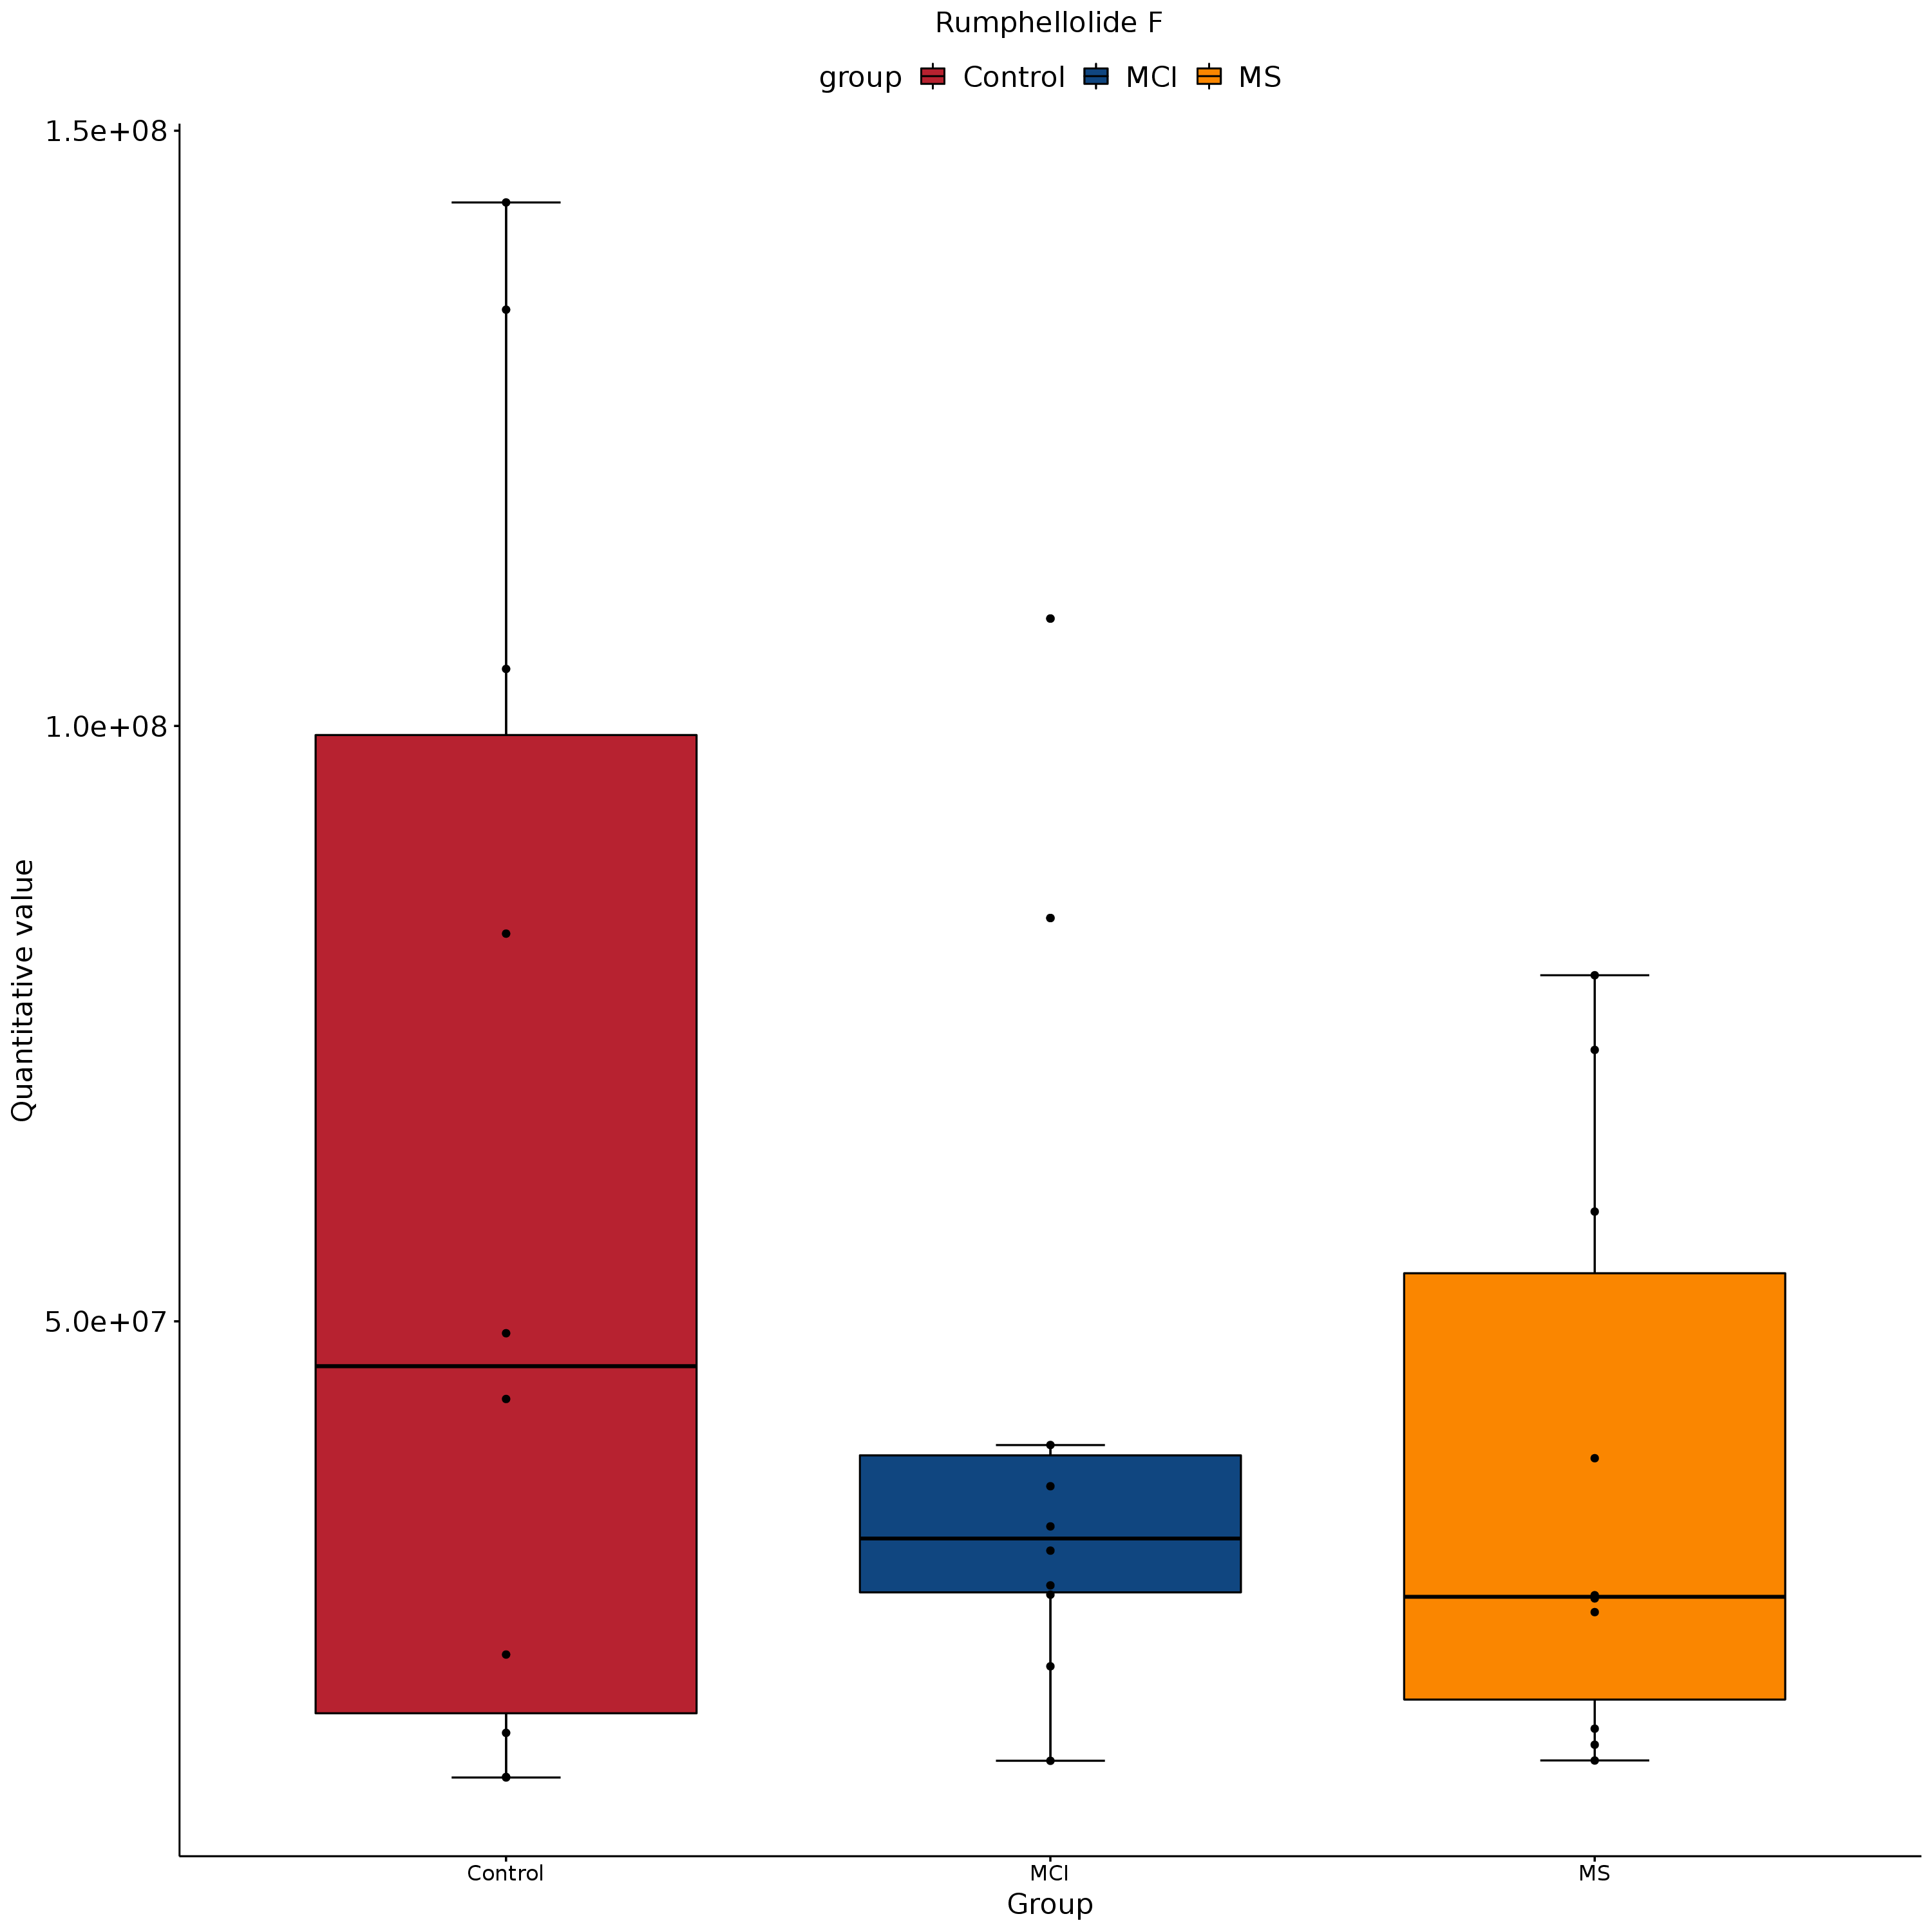 Rumphellolide F
group Control MCI MS
1.5e+08
1.0e+08
5.0e+07
Quantitative value
Control MCI MS
Group